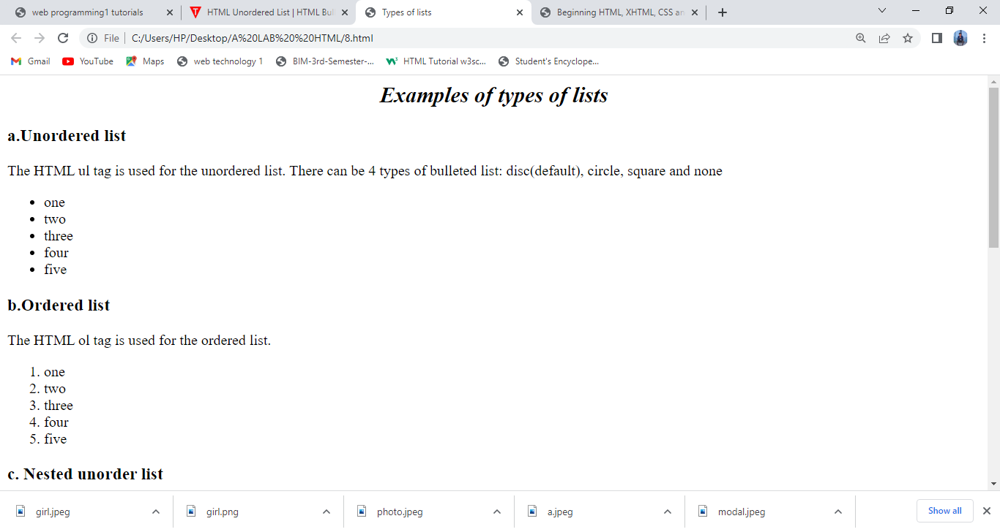 web programming1 tutorials
HTML Unordered List | HTML Bul
Types of lists
Beginning HTML, XHTML, CSS an
File
C:/Users/HP/Desktop/A%20LAB%20%20HTML/8.html
Gmail
YouTube
Maps
web technology 1
BIM-3rd-Semester-...
HTML Tutorial w3sc...
Student's Encyclope...
Examples of types of lists
a.Unordered list
The HTML ul tag is used for the unordered list. There can be 4 types of bulleted list: disc(default), circle, square and none
• one
• two
• three
• four
• five
b.Ordered list
The HTML ol tag is used for the ordered list.
1. one
2. two
3. three
4. four
5. five
c. Nested unorder list
girl.jpeg
girl.png
photo.jpeg
a.jpeg
modal.jpeg
Show all